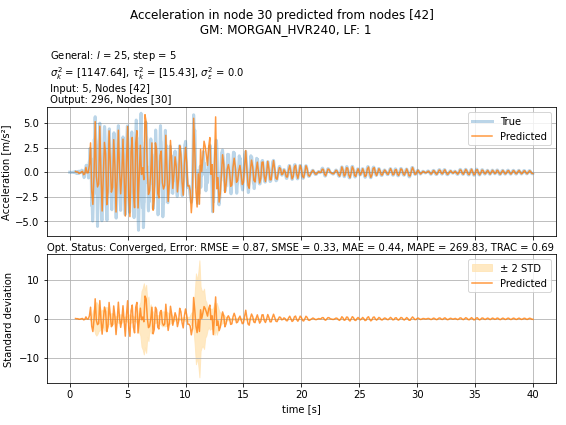 Acceleration in node 30 predicted from nodes [42]
GM: MORGAN_HVR240, LF: 1
General: l = 25, step = 5
σ²ₖ = [1147.64], τ²ₖ = [15.43], σ²ε = 0.0
Input: 5, Nodes [42]
Output: 296, Nodes [30]
Acceleration [m/s²]
5.0
2.5
0.0
−2.5
−5.0
True
Predicted
Opt. Status: Converged, Error: RMSE = 0.87, SMSE = 0.33, MAE = 0.44, MAPE = 269.83, TRAC = 0.69
Standard deviation
10
0
−10
± 2 STD
Predicted
0 5 10 15 20 25 30 35 40
time [s]